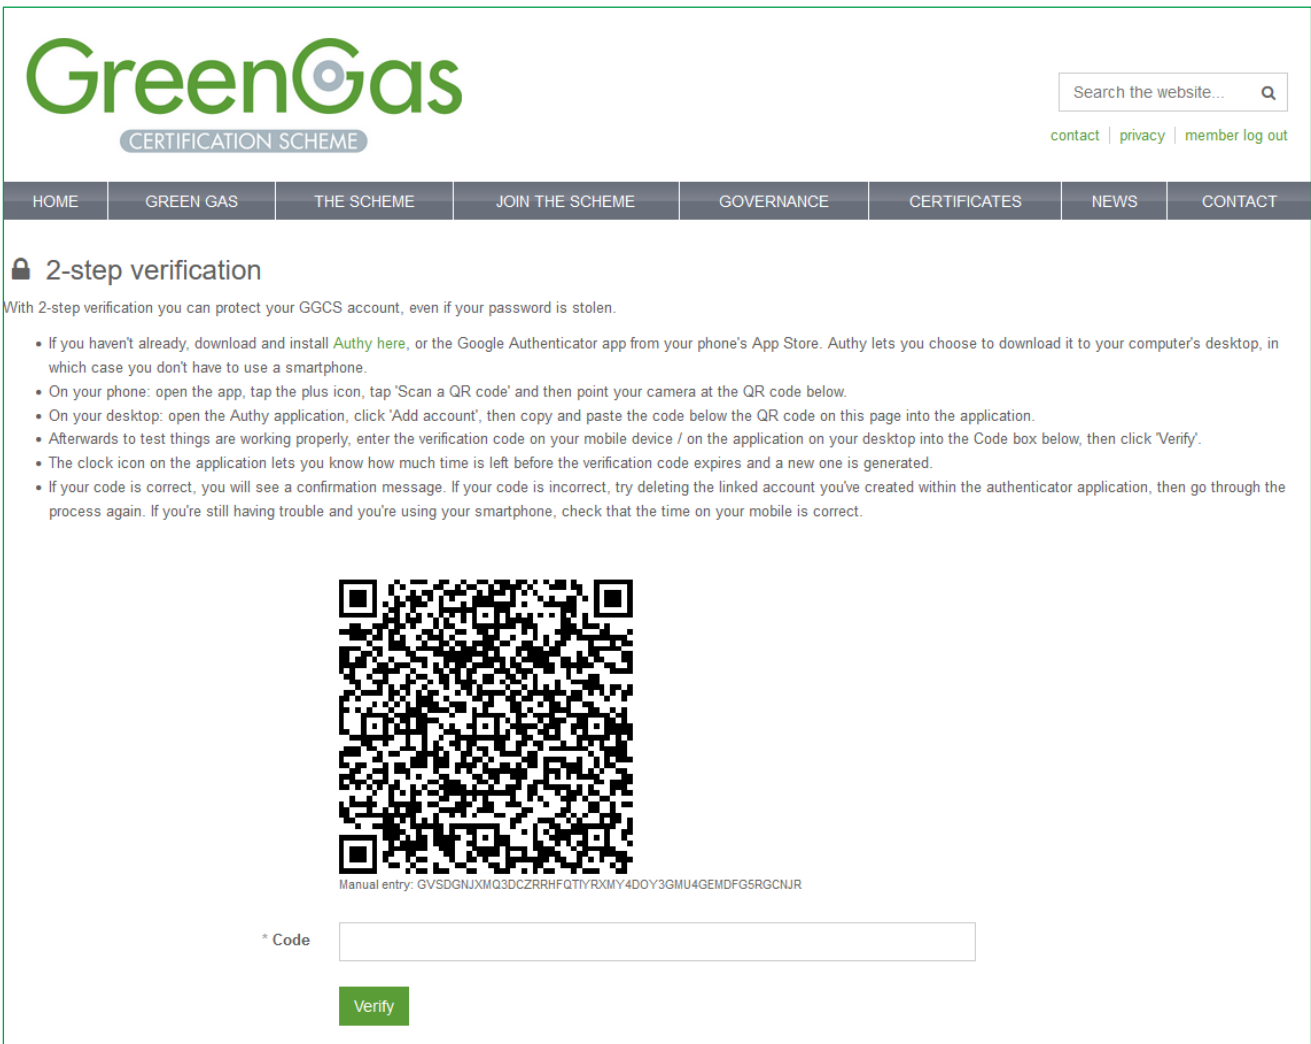 GreenGas
CERTIFICATION SCHEME
Search the website...
contact | privacy | member log out
HOME GREEN GAS THE SCHEME JOIN THE SCHEME GOVERNANCE CERTIFICATES NEWS CONTACT
2-step verification
With 2-step verification you can protect your GGCS account, even if your password is stolen.
• If you haven't already, download and install Authy here, or the Google Authenticator app from your phone's App Store. Authy lets you choose to download it to your computer's desktop, in
which case you don't have to use a smartphone.
• On your phone: open the app, tap the plus icon, tap 'Scan a QR code' and then point your camera at the QR code below.
• On your desktop: open the Authy application, click 'Add account', then copy and paste the code below the QR code on this page into the application.
• Afterwards to test things are working properly, enter the verification code on your mobile device / on the application on your desktop into the Code box below, then click 'Verify'.
• The clock icon on the application lets you know how much time is left before the verification code expires and a new one is generated.
• If your code is correct, you will see a confirmation message. If your code is incorrect, try deleting the linked account you've created within the authenticator application, then go through the
process again. If you're still having trouble and you're using your smartphone, check that the time on your mobile is correct.
Manual entry: GVSDGNJXMQ3DCZRRHFQTIYRXMY4DOY3GMU4GEMDFG5RGCNJR
* Code
Verify